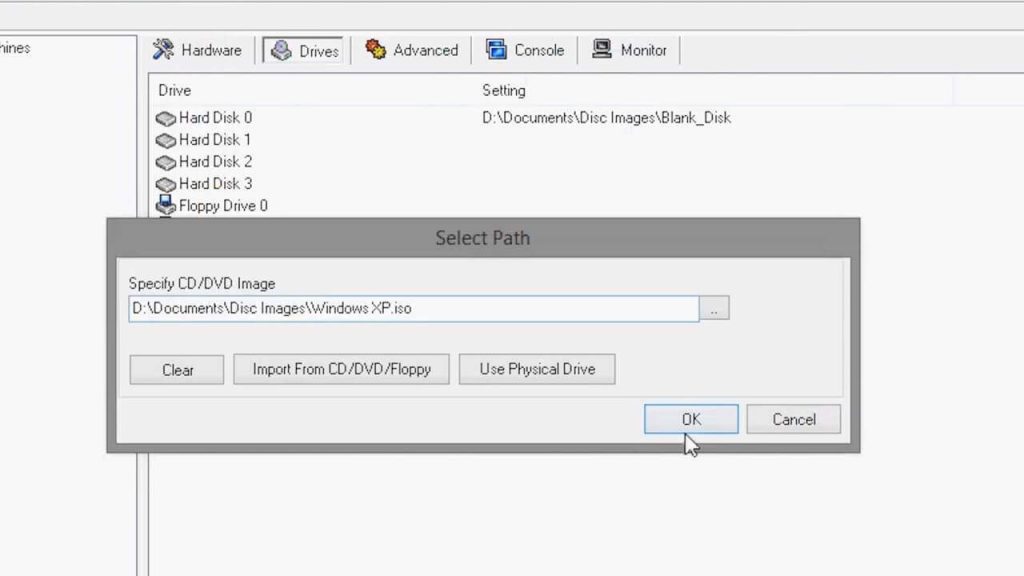 hines
Hardware Drives Advanced Console Monitor
Drive Setting
Hard Disk 0 D:\Documents\Disc Images\Blank_Disk
Hard Disk 1
Hard Disk 2
Hard Disk 3
Floppy Drive 0
Select Path
Specify CD/DVD Image
D:\Documents\Disc Images\Windows XP.iso ..
Clear Import From CD/DVD/Floppy Use Physical Drive
OK Cancel